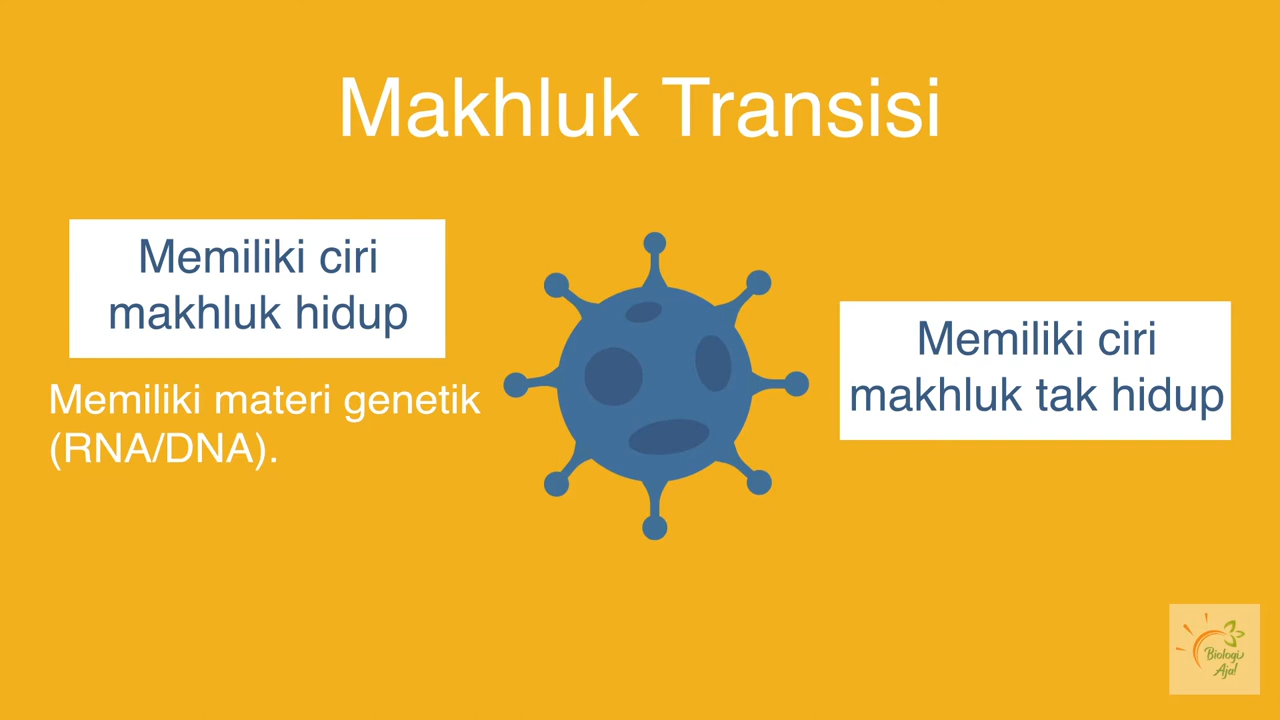 Makhluk Transisi
Memiliki ciri
makhluk hidup
Memiliki materi genetik
(RNA/DNA).
Memiliki ciri
makhluk tak hidup
Biologi
Aja!